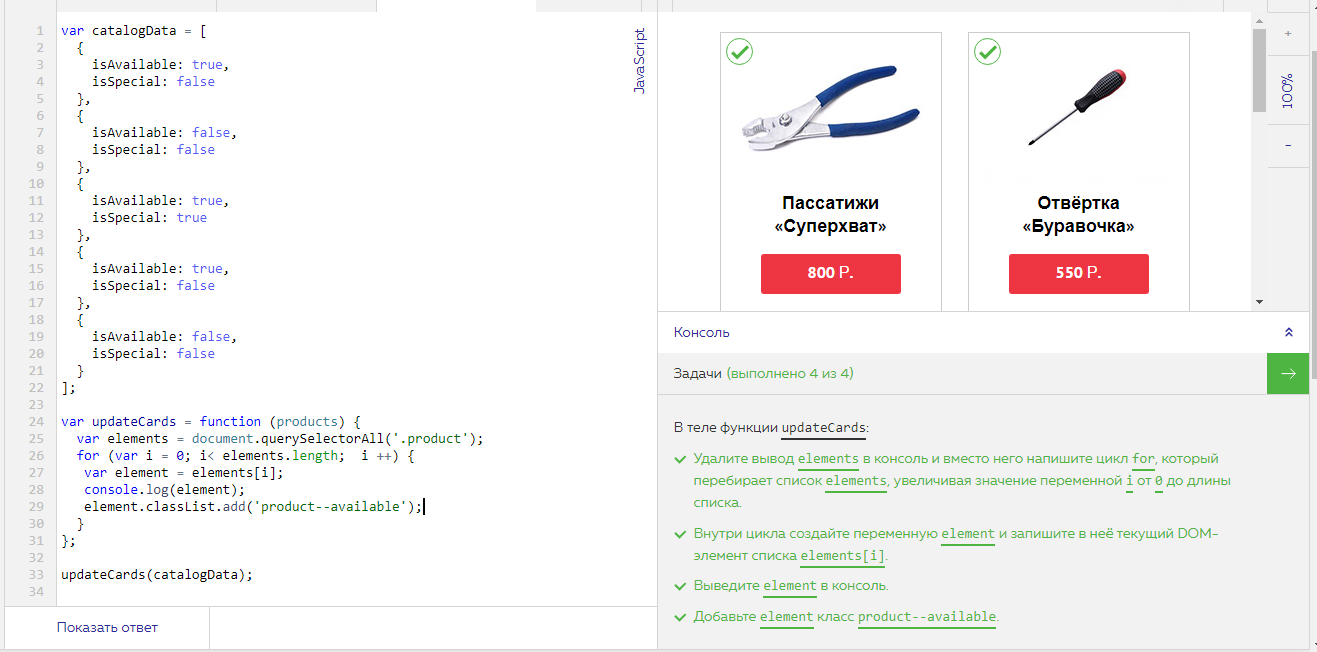 1 var catalogData = [
2 {
3 isAvailable: true,
4 isSpecial: false
5 },
6 {
7 isAvailable: false,
8 isSpecial: false
9 },
10 {
11 isAvailable: true,
12 isSpecial: true
13 },
14 {
15 isAvailable: true,
16 isSpecial: false
17 },
18 {
19 isAvailable: false,
20 isSpecial: false
21 }
22 ];
23
24 var updateCards = function (products) {
25 var elements = document.querySelectorAll('.product');
26 for (var i = 0; i< elements.length;  i ++) {
27 var element = elements[i];
28 console.log(element);
29 element.classList.add('product--available');
30 }
31 };
32
33 updateCards(catalogData);
34
Показать ответ
JavaScript
Пассатижи
«Суперхват»
800 Р.
Отвёртка
«Буравочка»
550 Р.
+
100%
-
Консоль
Задачи (выполнено 4 из 4)
В теле функции updateCards:
Удалите вывод elements в консоль и вместо него напишите цикл for, который
перебирает список elements, увеличивая значение переменной i от 0 до длины
списка.
Внутри цикла создайте переменную element и запишите в неё текущий DOM-
элемент списка elements[i].
Выведите element в консоль.
Добавьте element класс product--available.